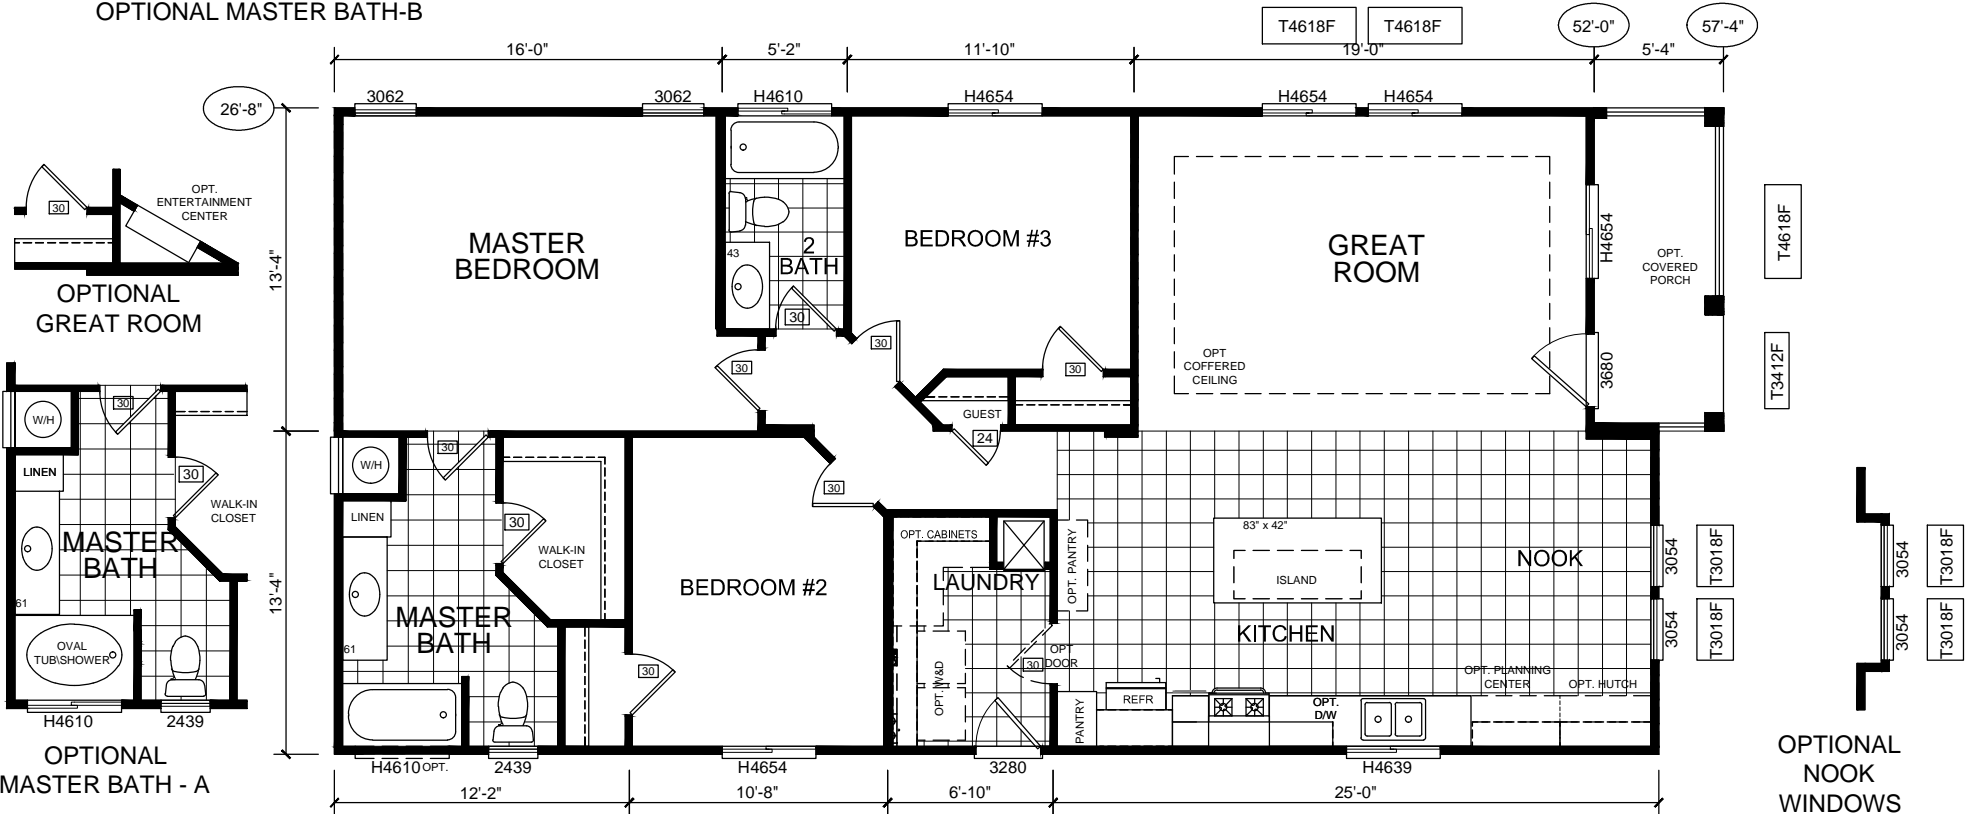 OPTIONAL MASTER BATH-B
T4618F
T4618F
52'-0"
57'-4"
16'-0"
5'-2"
11'-10"
19'-0"
5'-4"
26'-8"
3062
3062
H4610
H4654
H4654
H4654
30
OPT.
ENTERTAINMENT
CENTER
OPTIONAL
GREAT ROOM
13'-4"
MASTER
BEDROOM
43
2
BATH
30
BEDROOM #3
GREAT
ROOM
H4654
OPT.
COVERED
PORCH
T4618F
30
30
30
OPT
COFFERED
CEILING
3680
T3412F
GUEST
24
W/H
30
LINEN
30
WALK-IN
CLOSET
MASTER
BATH
61
OVAL
TUB\SHOWER
H4610
2439
OPTIONAL
MASTER BATH - A
13'-4"
W/H
30
LINEN
30
WALK-IN
CLOSET
MASTER
BATH
61
30
BEDROOM #2
30
OPT. CABINETS
LAUNDRY
OPT. W&D
OPT. PANTRY
OPT
DOOR
30
83" x 42"
ISLAND
KITCHEN
NOOK
3054
T3018F
3054
T3018F
OPT. PLANNING
CENTER
OPT. HUTCH
PANTRY
REFR
OPT.
D/W
3054
T3018F
3054
T3018F
OPTIONAL
NOOK
WINDOWS
H4610 OPT.
2439
H4654
3280
H4639
12'-2"
10'-8"
6'-10"
25'-0"